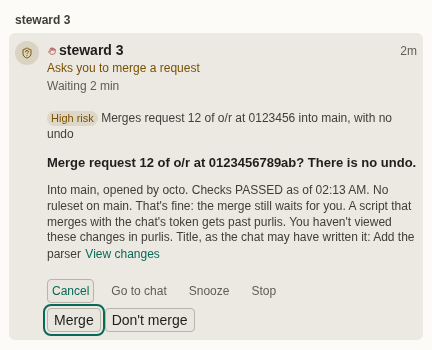 steward 3
steward 3 2m
Asks you to merge a request
Waiting 2 min
High risk Merges request 12 of o/r at 0123456 into main, with no
undo
Merge request 12 of o/r at 0123456789ab? There is no undo.
Into main, opened by octo. Checks PASSED as of 02:13 AM. No
ruleset on main. That's fine: the merge still waits for you. A script that
merges with the chat's token gets past purlis. You haven't viewed
these changes in purlis. Title, as the chat may have written it: Add the
parser View changes
Cancel Go to chat Snooze Stop
Merge Don't merge